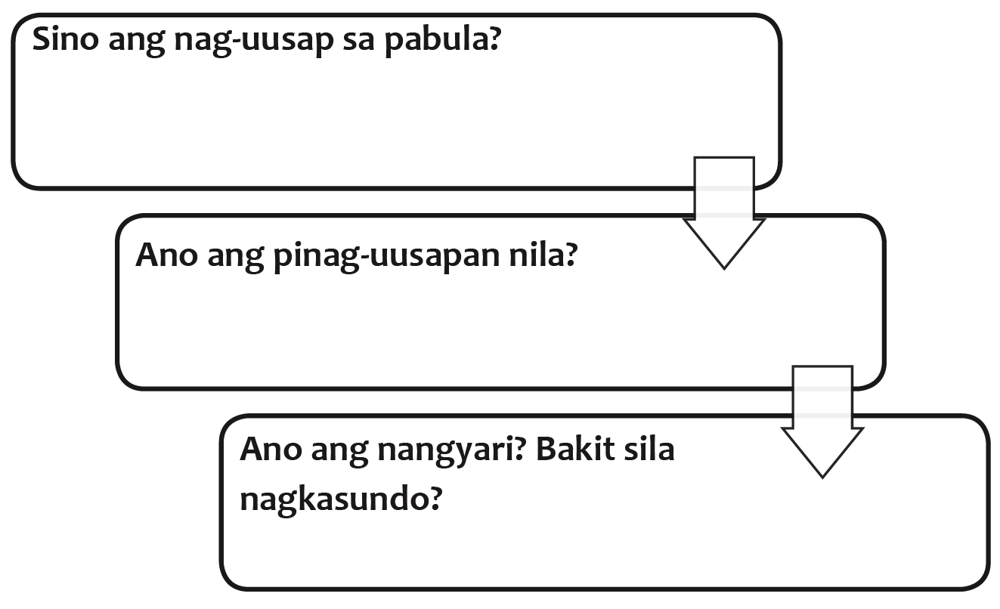 Sino ang nag-uusap sa pabula?
Ano ang pinag-uusapan nila?
Ano ang nangyari? Bakit sila
nagkasundo?